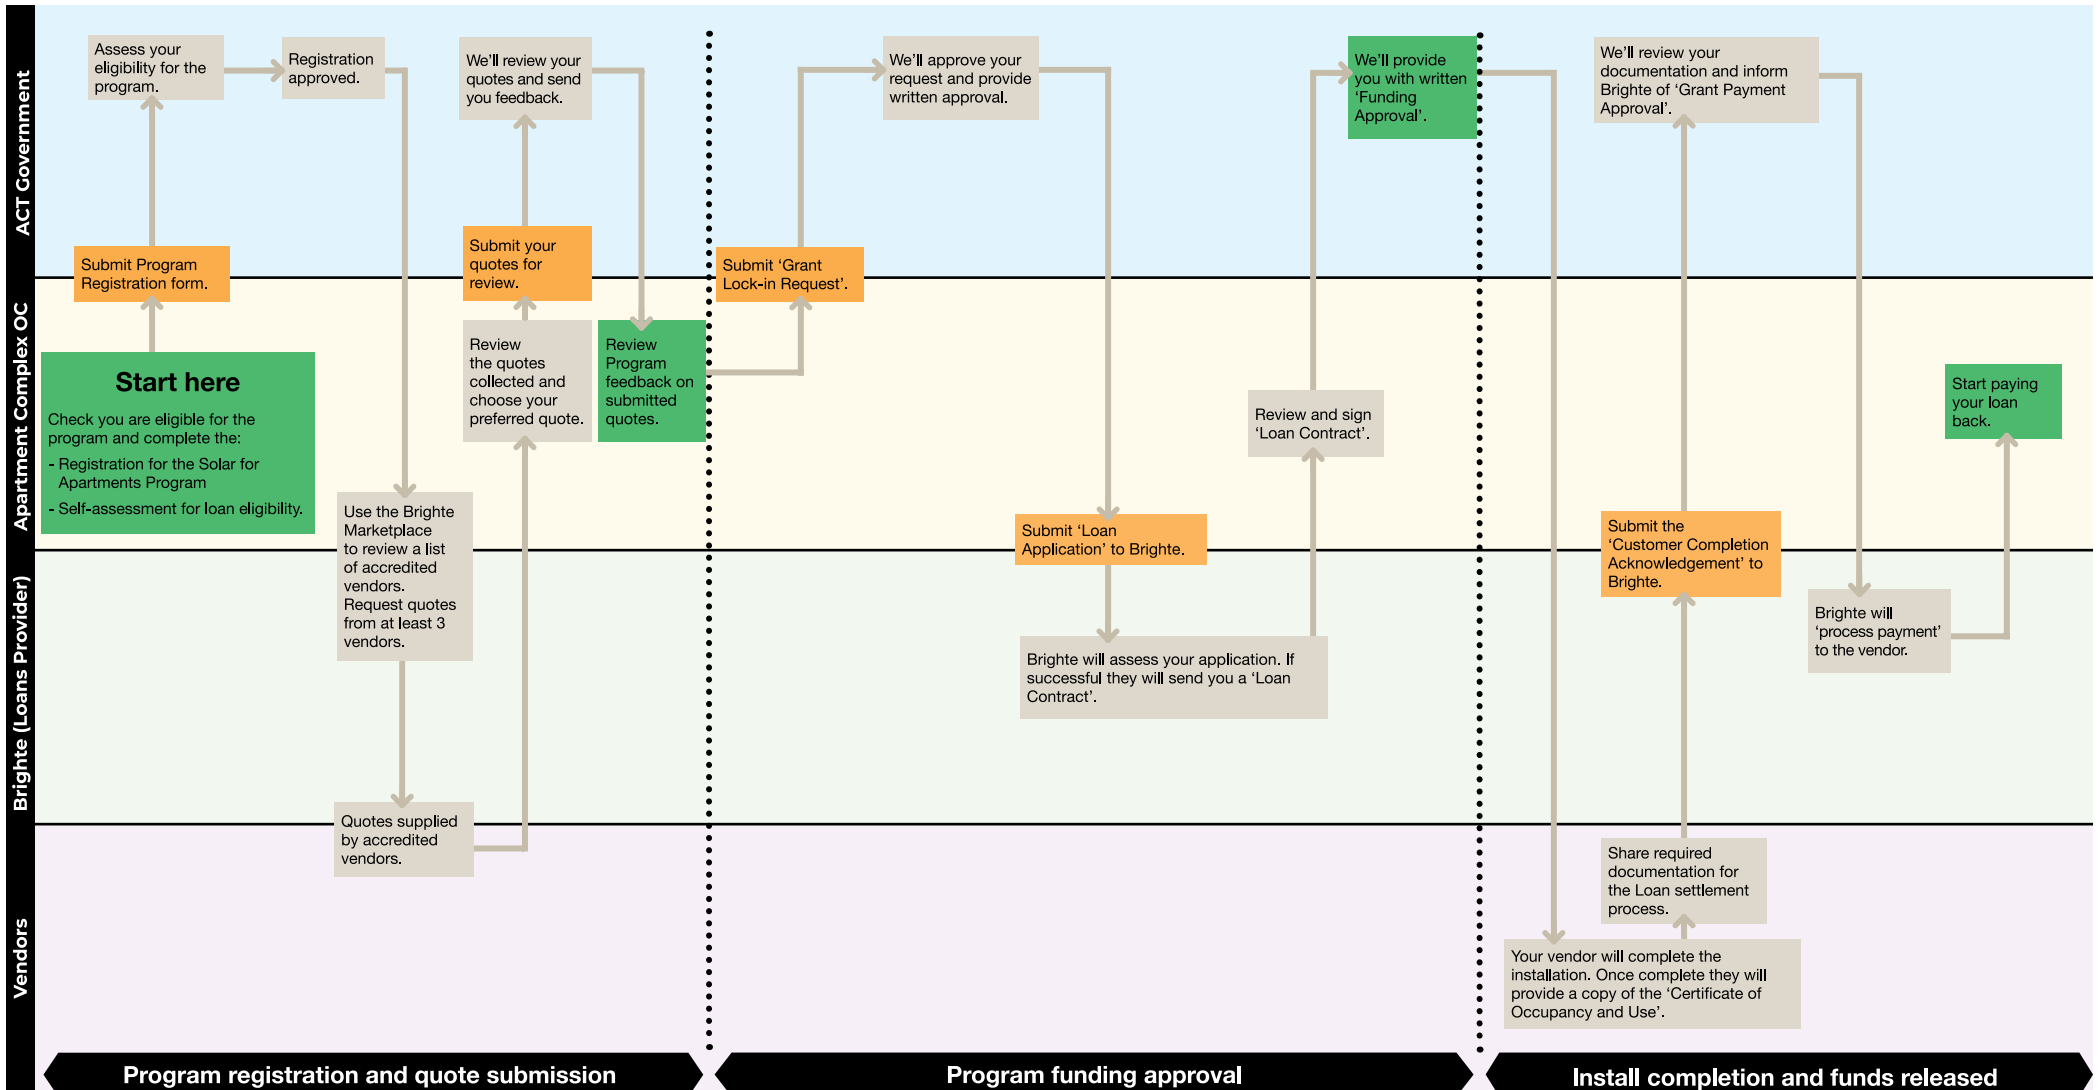 ACT Government
Assess your
eligibility for the
program.
Registration
approved.
We’ll review your
quotes and send
you feedback.
We’ll approve your
request and provide
written approval.
We’ll provide
you with written
‘Funding
Approval’.
We’ll review your
documentation and inform
Brighte of ‘Grant Payment
Approval’.
Submit Program
Registration form.
Submit your
quotes for
review.
Submit ‘Grant
Lock-in Request’.
Apartment Complex OC
Start here
Check you are eligible for the
program and complete the:
- Registration for the Solar for
Apartments Program
- Self-assessment for loan eligibility.
Review
the quotes
collected and
choose your
preferred quote.
Review
Program
feedback on
submitted
quotes.
Review and sign
‘Loan Contract’.
Start paying
your loan
back.
Use the Brighte
Marketplace
to review a list
of accredited
vendors.
Request quotes
from at least 3
vendors.
Submit ‘Loan
Application’ to Brighte.
Submit the
‘Customer Completion
Acknowledgement’ to
Brighte.
Brighte (Loans Provider)
Brighte will assess your application. If
successful they will send you a ‘Loan
Contract’.
Brighte will
‘process payment’
to the vendor.
Quotes supplied
by accredited
vendors.
Vendors
Share required
documentation for
the Loan settlement
process.
Your vendor will complete the
installation. Once complete they will
provide a copy of the ‘Certificate of
Occupancy and Use’.
Program registration and quote submission
Program funding approval
Install completion and funds released